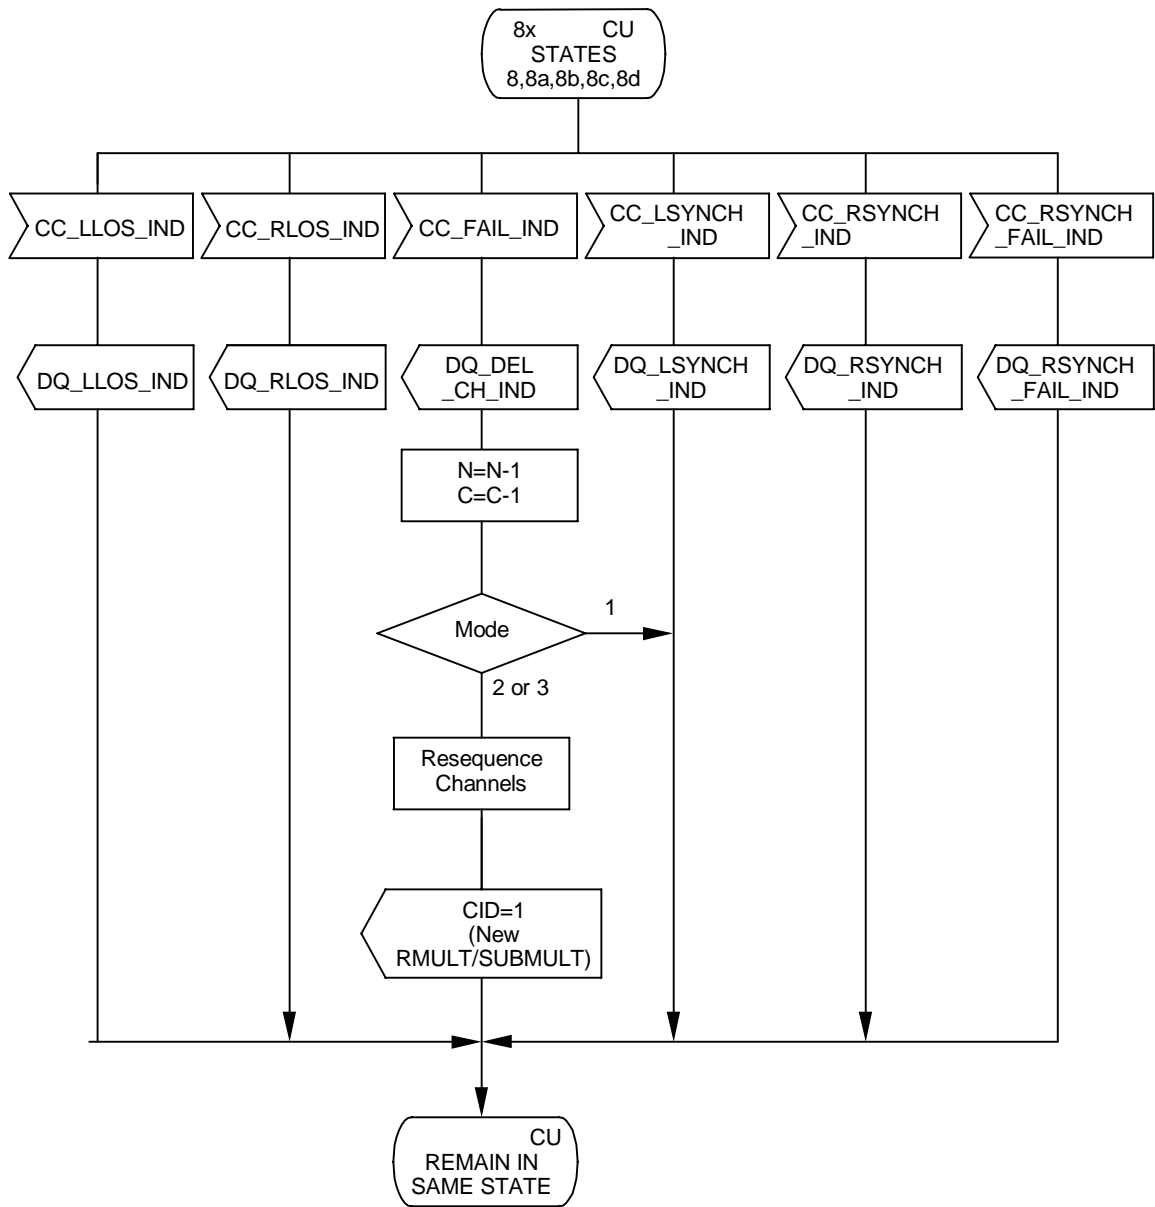 8x CU
STATES
8,8a,8b,8c,8d
CC_LLOS_IND
CC_RLOS_IND
CC_FAIL_IND
CC_LSYNCH
_IND
CC_RSYNCH
_IND
CC_RSYNCH
_FAIL_IND
DQ_LLOS_IND
DQ_RLOS_IND
DQ_DEL
_CH_IND
DQ_LSYNCH
_IND
DQ_RSYNCH
_IND
DQ_RSYNCH
_FAIL_IND
N=N-1
C=C-1
Mode
1
2 or 3
Resequence
Channels
CID=1
(New
RMULT/SUBMULT)
CU
REMAIN IN
SAME STATE